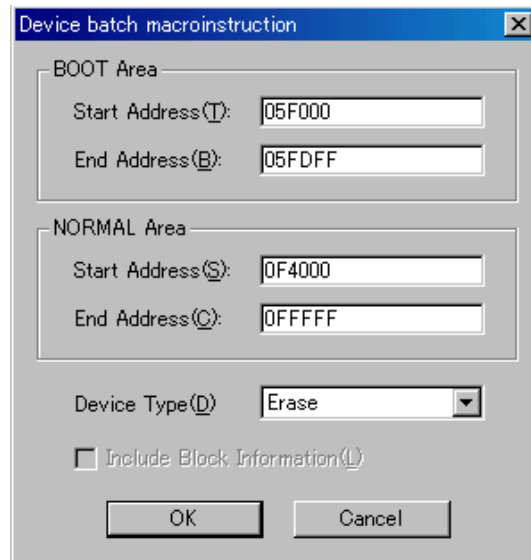 Device batch macroinstruction
BOOT Area
Start Address(T): 05F000
End Address(B): 05FDFF
NORMAL Area
Start Address(S): 0F4000
End Address(C): 0FFFFF
Device Type(D) Erase
Include Block Information(L)
OK Cancel